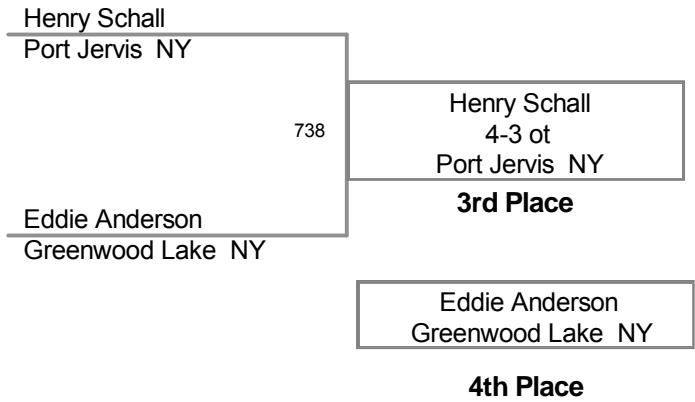 Henry Schall
Port Jervis NY
738
Henry Schall
4-3 ot
Port Jervis NY
3rd Place
Eddie Anderson
Greenwood Lake NY
Eddie Anderson
Greenwood Lake NY
4th Place